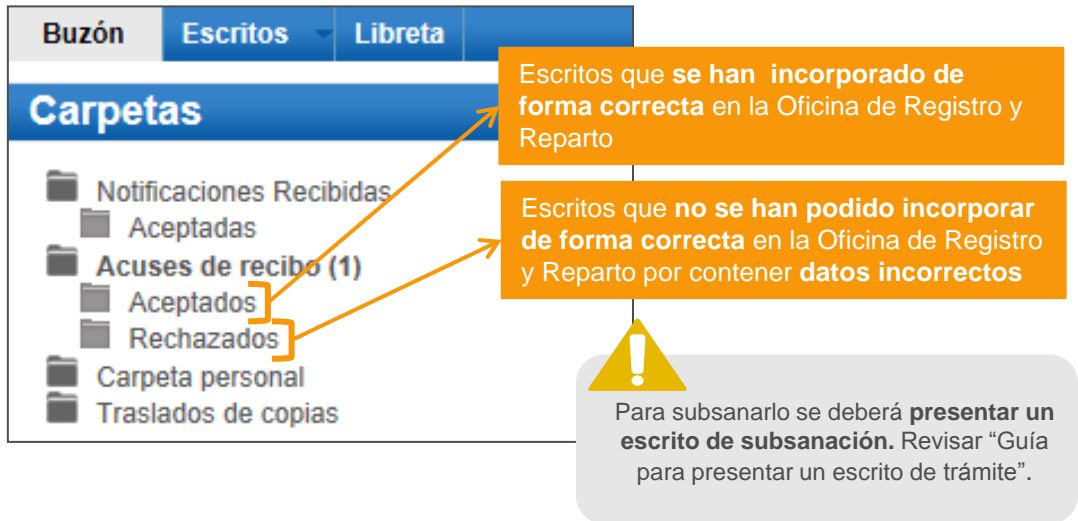 Buzón Escritos Libreta
Carpetas
Notificaciones Recibidas
Aceptadas
Acuses de recibo (1)
Aceptados
Rechazados
Carpeta personal
Traslados de copias
Escritos que se han incorporado de
forma correcta en la Oficina de Registro y
Reparto
Escritos que no se han podido incorporar
de forma correcta en la Oficina de Registro
y Reparto por contener datos incorrectos
Para subsanarlo se deberá presentar un
escrito de subsanación. Revisar “Guía
para presentar un escrito de trámite”.